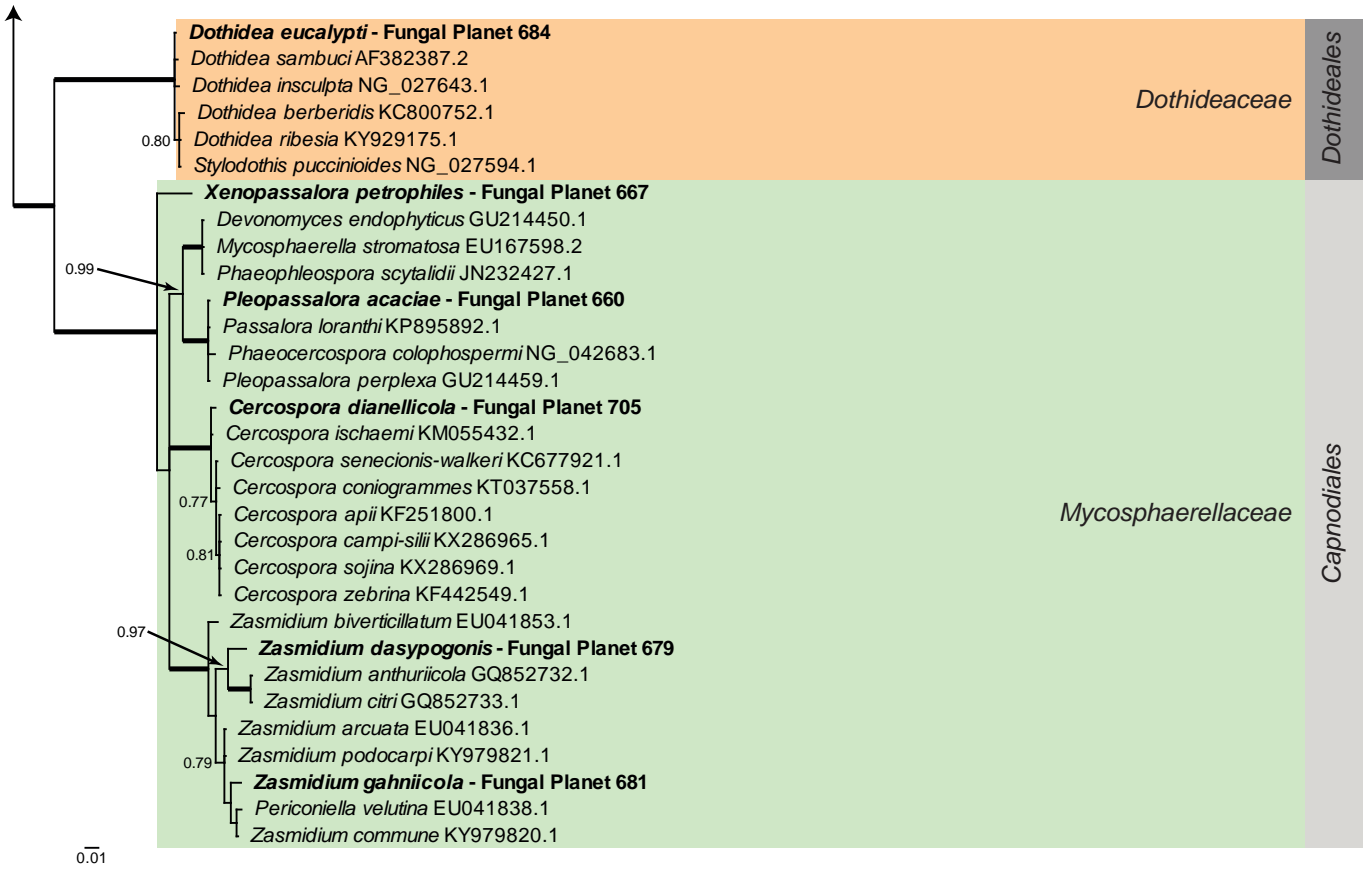 Dothidea eucalypti - Fungal Planet 684
Dothidea sambuci AF382387.2
Dothidea insculpta NG_027643.1
Dothidea berberidis KC800752.1
0.80
Dothidea ribesia KY929175.1
Stylodothis puccinioides NG_027594.1
Dothideaceae
Dothideales
Xenopassalora petrophiles - Fungal Planet 667
Devonomyces endophyticus GU214450.1
Mycosphaerella stromatosa EU167598.2
0.99
Phaeophleospora scytalidii JN232427.1
Pleopassalora acaciae - Fungal Planet 660
Passalora loranthi KP895892.1
Phaeocercospora colophospermi NG_042683.1
Pleopassalora perplexa GU214459.1
Cercospora dianellicola - Fungal Planet 705
Cercospora ischaemi KM055432.1
Cercospora senecionis-walkeri KC677921.1
Cercospora coniogrammes KT037558.1
0.77
Cercospora apii KF251800.1
Cercospora campi-silii KX286965.1
0.81
Cercospora sojina KX286969.1
Cercospora zebrina KF442549.1
Mycosphaerellaceae
Capnodiales
Zasmidium biverticillatum EU041853.1
0.97
Zasmidium dasypogonis - Fungal Planet 679
Zasmidium anthuriicola GQ852732.1
Zasmidium citri GQ852733.1
Zasmidium arcuata EU041836.1
Zasmidium podocarpi KY979821.1
0.79
Zasmidium gahniicola - Fungal Planet 681
Periconiella velutina EU041838.1
Zasmidium commune KY979820.1
0.01